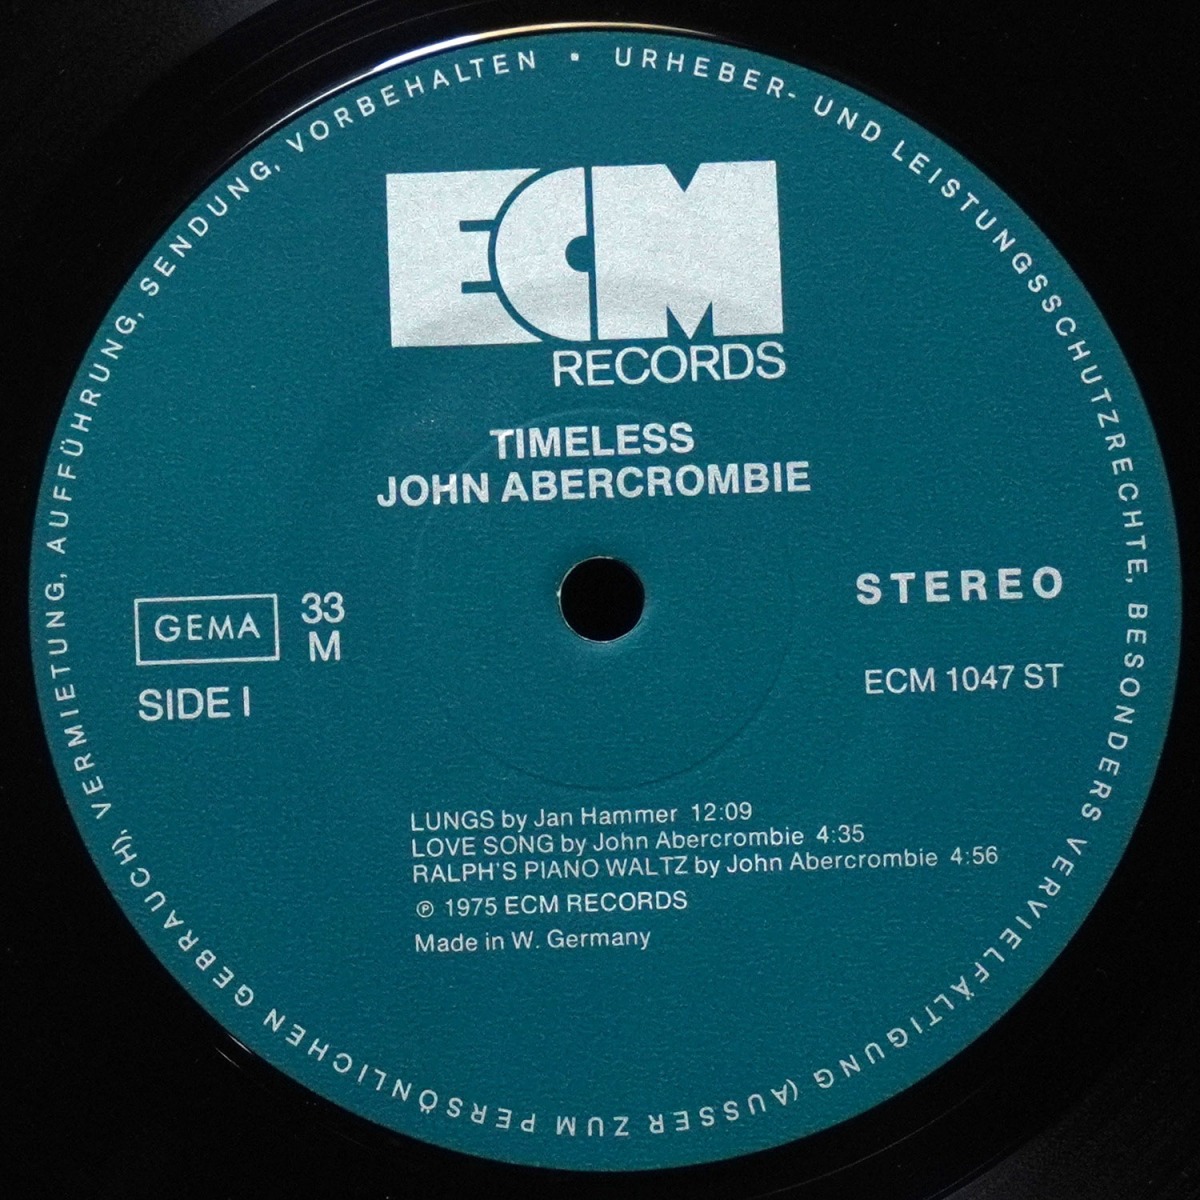 URHEBER- UND LEISTUNGSSCHUTZRECHTE, BESONDERS VERVIELFÄLTIGUNG (AUSSER ZUM PERSÖNLICHEN GEBRAUCH), VERMIETUNG, AUFFÜHRUNG, SENDUNG, VORBEHALTEN •
ECM
RECORDS
TIMELESS
JOHN ABERCROMBIE
GEMA 33
M
SIDE I
STEREO
ECM 1047 ST
LUNGS by Jan Hammer 12:09
LOVE SONG by John Abercrombie 4:35
RALPH'S PIANO WALTZ by John Abercrombie 4:56
℗ 1975 ECM RECORDS
Made in W. Germany